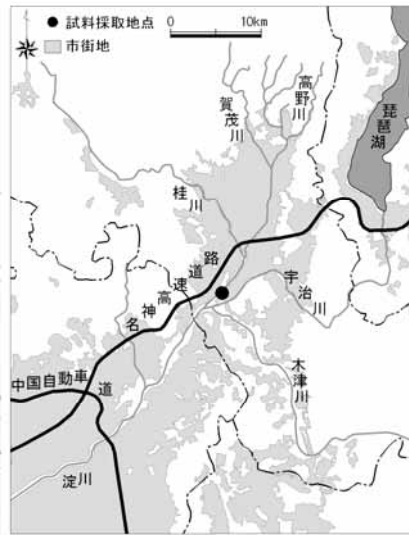 ● 試料採取地点
市街地
0 10km
賀茂川
高野川
琵琶湖
桂川
名神高速道路
宇治川
木津川
中国自動車道
淀川